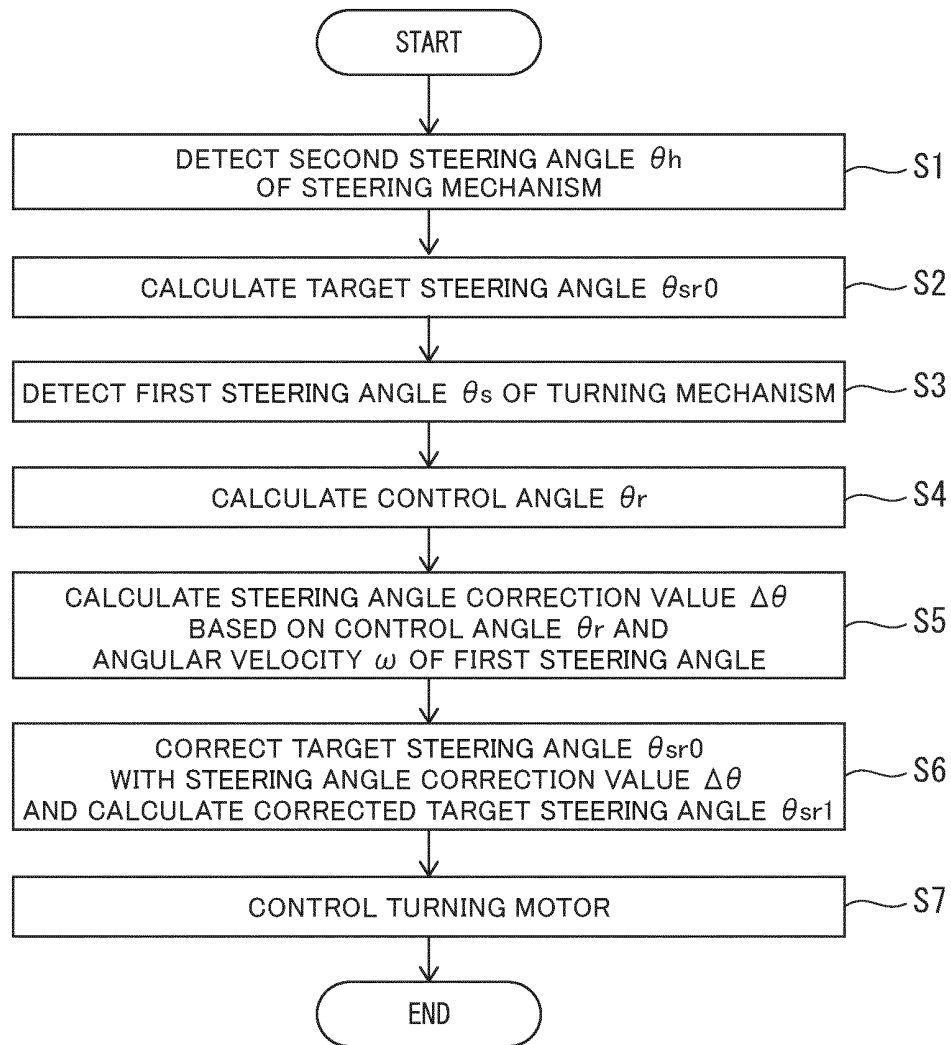 START
DETECT SECOND STEERING ANGLE θh
OF STEERING MECHANISM
S1
CALCULATE TARGET STEERING ANGLE θsr0
S2
DETECT FIRST STEERING ANGLE θs OF TURNING MECHANISM
S3
CALCULATE CONTROL ANGLE θr
S4
CALCULATE STEERING ANGLE CORRECTION VALUE Δθ
BASED ON CONTROL ANGLE θr AND
ANGULAR VELOCITY ω OF FIRST STEERING ANGLE
S5
CORRECT TARGET STEERING ANGLE θsr0
WITH STEERING ANGLE CORRECTION VALUE Δθ
AND CALCULATE CORRECTED TARGET STEERING ANGLE θsr1
S6
CONTROL TURNING MOTOR
S7
END